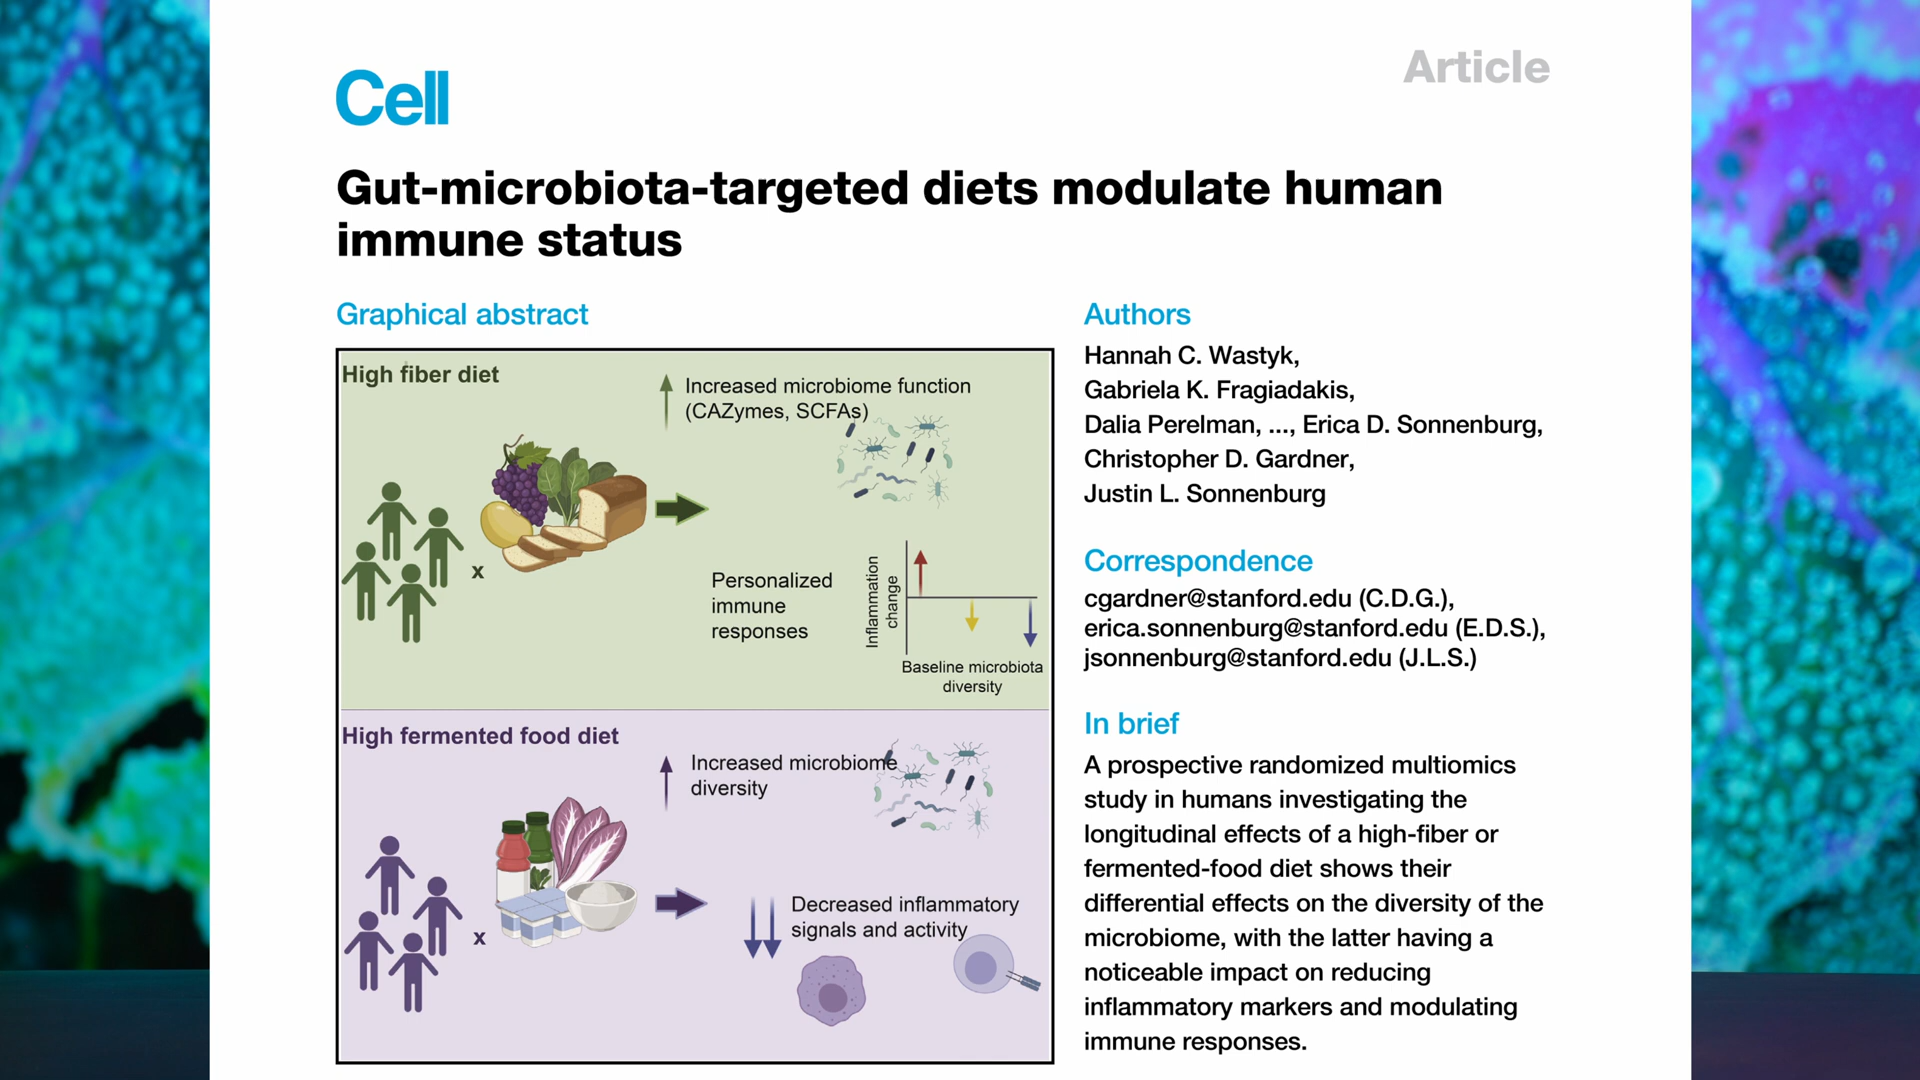 Cell
Article
Gut-microbiota-targeted diets modulate human
immune status
Graphical abstract
High fiber diet
Increased microbiome function
(CAZymes, SCFAs)
x
Personalized
immune
responses
Inflammation
change
Baseline microbiota
diversity
High fermented food diet
Increased microbiome
diversity
x
Decreased inflammatory
signals and activity
Authors
Hannah C. Wastyk,
Gabriela K. Fragiadakis,
Dalia Perelman, ..., Erica D. Sonnenburg,
Christopher D. Gardner,
Justin L. Sonnenburg
Correspondence
cgardner@stanford.edu (C.D.G.),
erica.sonnenburg@stanford.edu (E.D.S.),
jsonnenburg@stanford.edu (J.L.S.)
In brief
A prospective randomized multiomics
study in humans investigating the
longitudinal effects of a high-fiber or
fermented-food diet shows their
differential effects on the diversity of the
microbiome, with the latter having a
noticeable impact on reducing
inflammatory markers and modulating
immune responses.